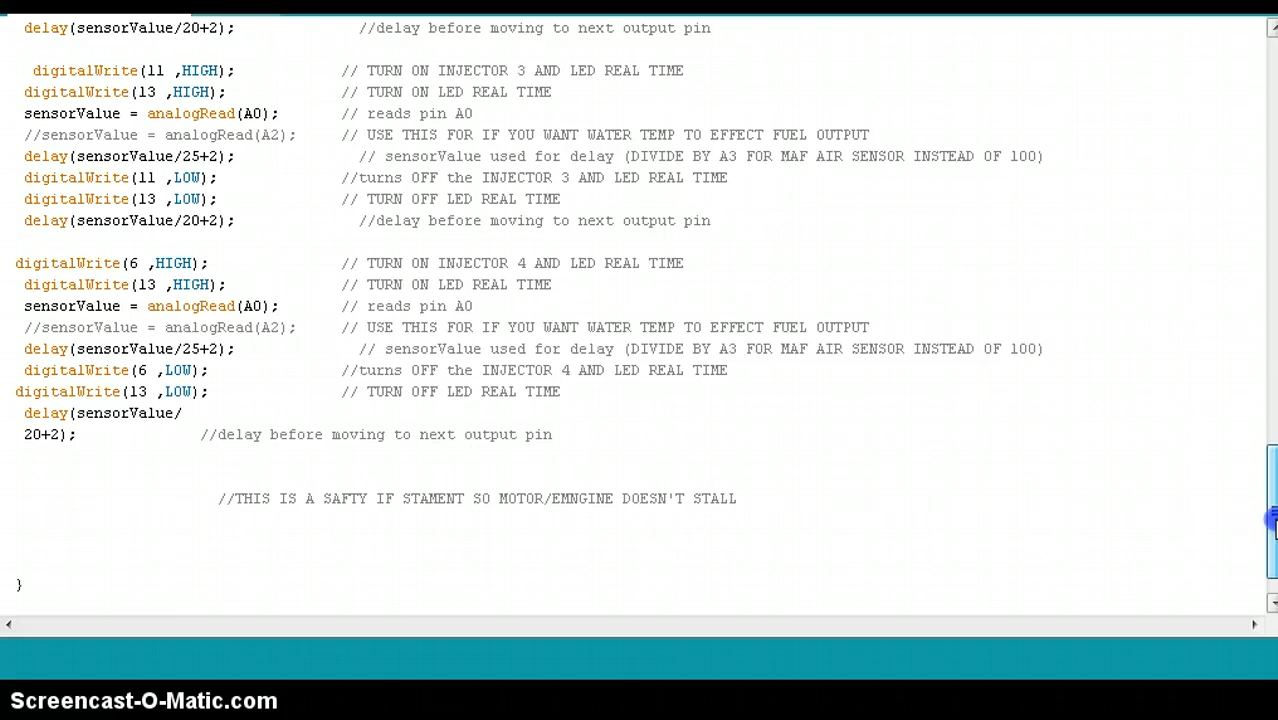 delay(sensorValue/20+2); //delay before moving to next output pin
digitalWrite(11 ,HIGH); // TURN ON INJECTOR 3 AND LED REAL TIME
digitalWrite(13 ,HIGH); // TURN ON LED REAL TIME
sensorValue = analogRead(A0); // reads pin A0
//sensorValue = analogRead(A2); // USE THIS FOR IF YOU WANT WATER TEMP TO EFFECT FUEL OUTPUT
delay(sensorValue/25+2); // sensorValue used for delay (DIVIDE BY A3 FOR MAF AIR SENSOR INSTEAD OF 100)
digitalWrite(11 ,LOW); //turns OFF the INJECTOR 3 AND LED REAL TIME
digitalWrite(13 ,LOW); // TURN OFF LED REAL TIME
delay(sensorValue/20+2); //delay before moving to next output pin
digitalWrite(6 ,HIGH); // TURN ON INJECTOR 4 AND LED REAL TIME
digitalWrite(13 ,HIGH); // TURN ON LED REAL TIME
sensorValue = analogRead(A0); // reads pin A0
//sensorValue = analogRead(A2); // USE THIS FOR IF YOU WANT WATER TEMP TO EFFECT FUEL OUTPUT
delay(sensorValue/25+2); // sensorValue used for delay (DIVIDE BY A3 FOR MAF AIR SENSOR INSTEAD OF 100)
digitalWrite(6 ,LOW); //turns OFF the INJECTOR 4 AND LED REAL TIME
digitalWrite(13 ,LOW); // TURN OFF LED REAL TIME
delay(sensorValue/
20+2); //delay before moving to next output pin
//THIS IS A SAFTY IF STAMENT SO MOTOR/EMNGINE DOESN'T STALL
}
Screencast-O-Matic.com